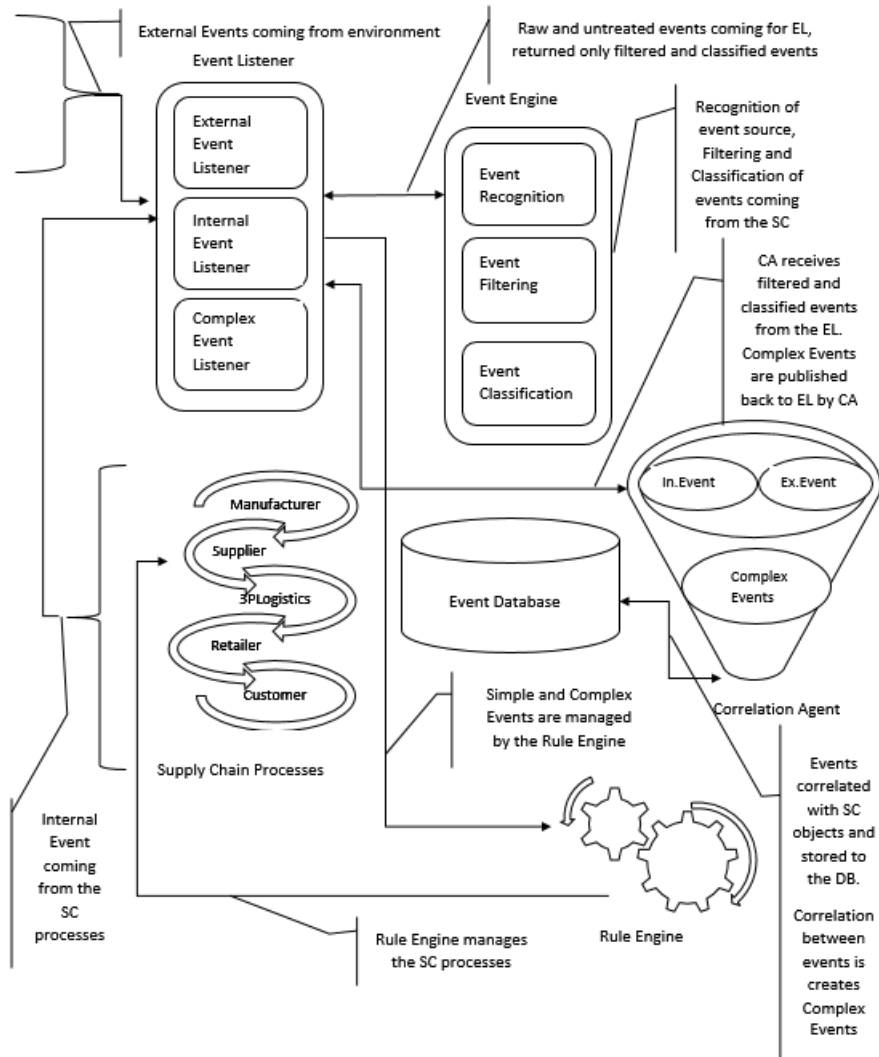 External Events coming from environment
Event Listener
External
Event
Listener
Internal
Event
Listener
Complex
Event
Listener
Raw and untreated events coming for EL,
returned only filtered and classified events
Event Engine
Event
Recognition
Event
Filtering
Event
Classification
Recognition of
event source,
Filtering and
Classification of
events coming
from the SC
CA receives
filtered and
classified events
from the EL.
Complex Events
are published
back to EL by CA
In.Event
Ex.Event
Complex
Events
Correlation Agent
Manufacturer
Supplier
3PLogistics
Retailer
Customer
Supply Chain Processes
Event Database
Simple and Complex
Events are managed
by the Rule Engine
Internal
Event
coming
from the
SC
processes
Rule Engine manages
the SC processes
Rule Engine
Events
correlated
with SC
objects and
stored to
the DB.
Correlation
between
events is
creates
Complex
Events